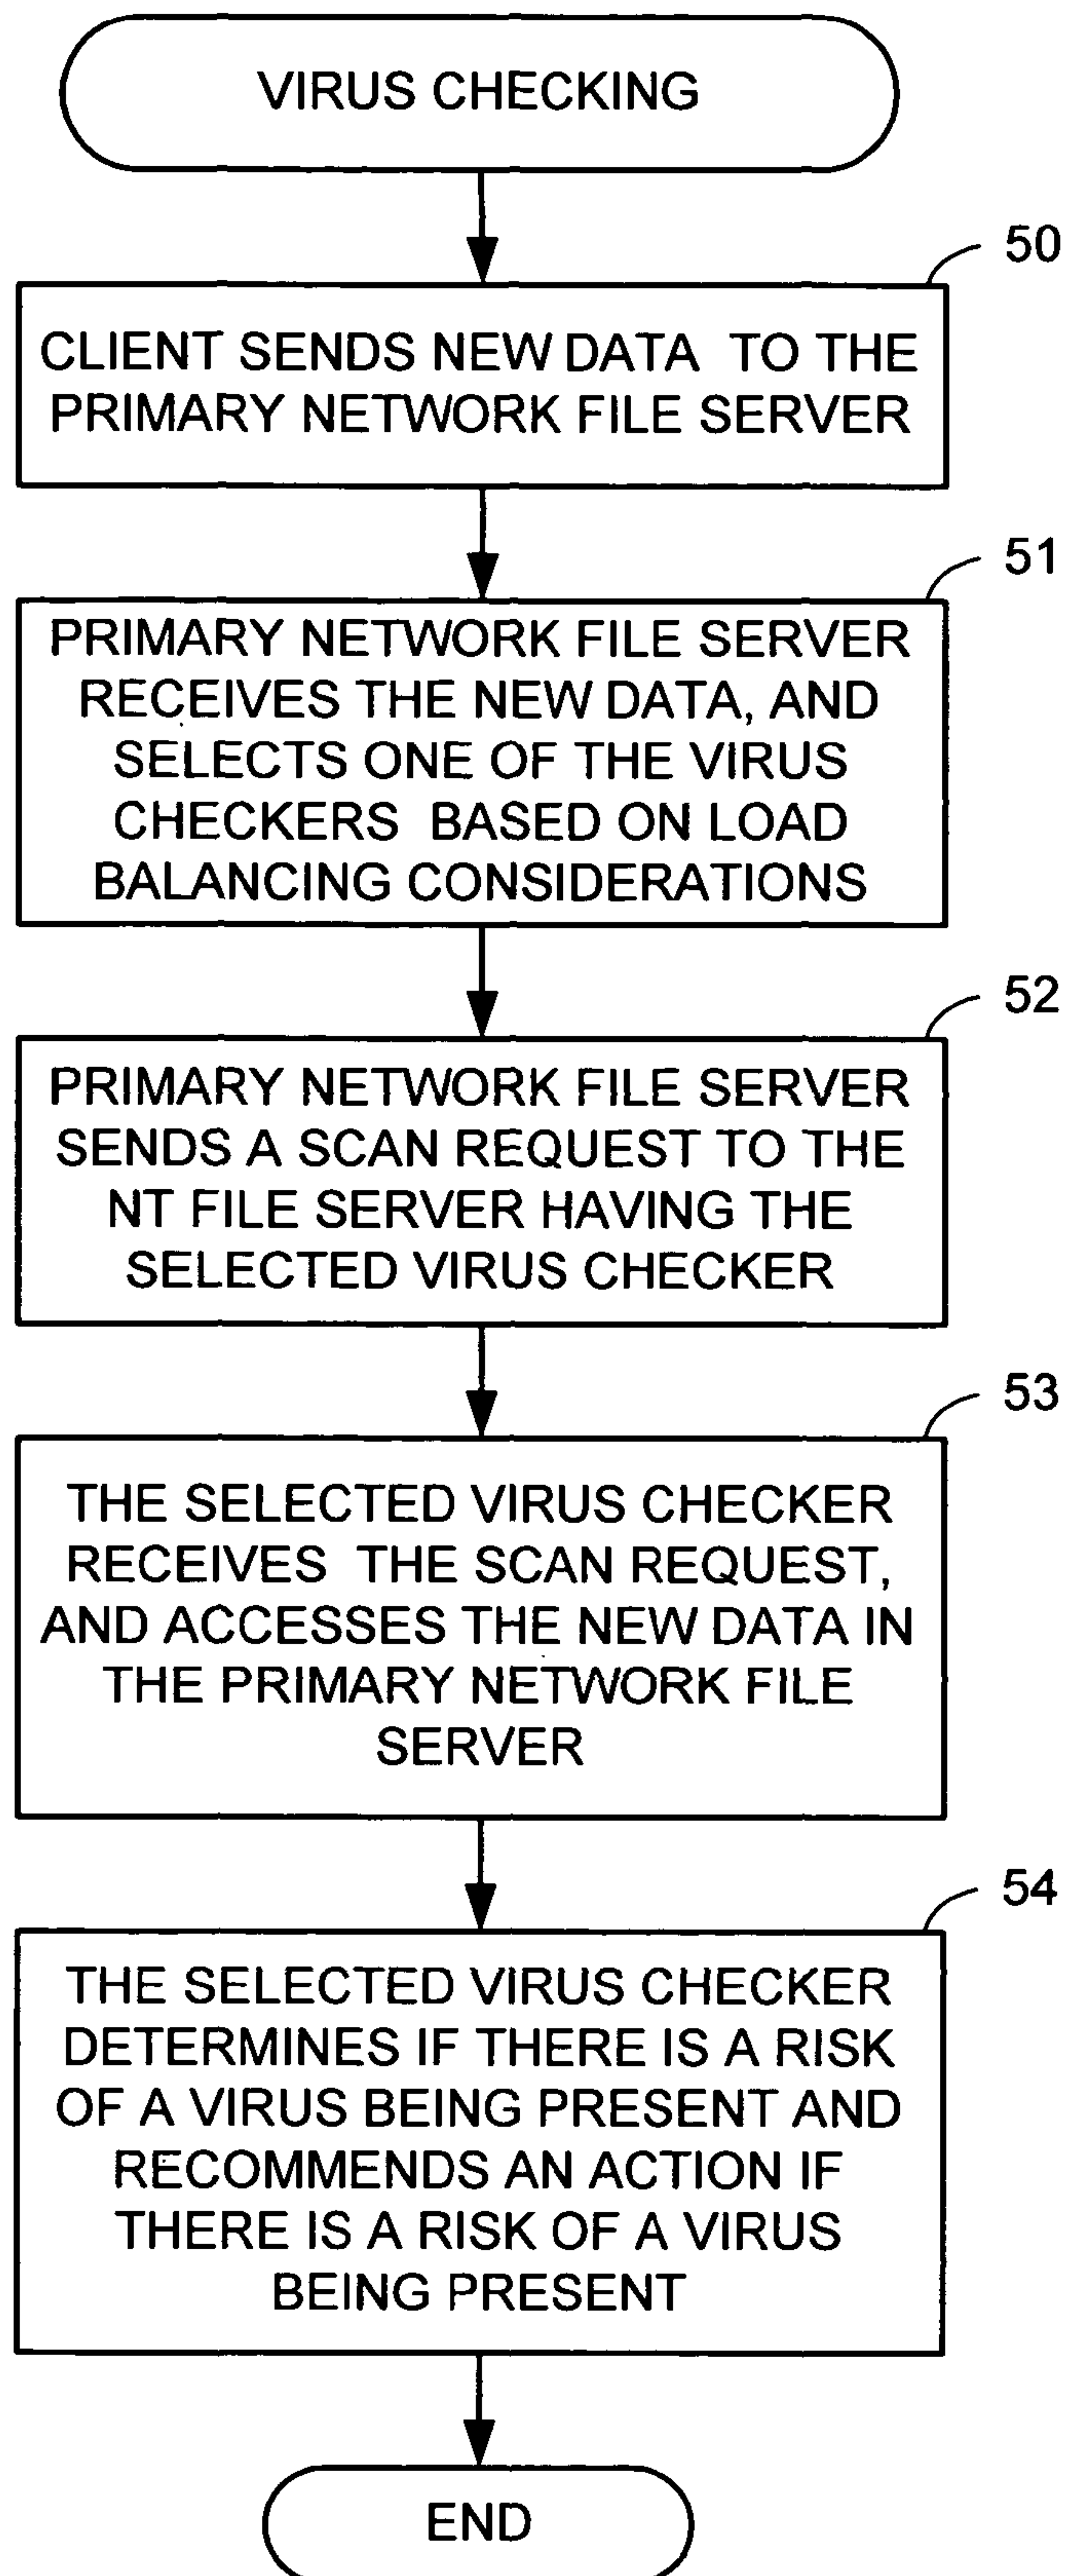 VIRUS CHECKING
50
CLIENT SENDS NEW DATA TO THE
PRIMARY NETWORK FILE SERVER
51
PRIMARY NETWORK FILE SERVER
RECEIVES THE NEW DATA, AND
SELECTS ONE OF THE VIRUS
CHECKERS BASED ON LOAD
BALANCING CONSIDERATIONS
52
PRIMARY NETWORK FILE SERVER
SENDS A SCAN REQUEST TO THE
NT FILE SERVER HAVING THE
SELECTED VIRUS CHECKER
53
THE SELECTED VIRUS CHECKER
RECEIVES THE SCAN REQUEST,
AND ACCESSES THE NEW DATA IN
THE PRIMARY NETWORK FILE
SERVER
54
THE SELECTED VIRUS CHECKER
DETERMINES IF THERE IS A RISK
OF A VIRUS BEING PRESENT AND
RECOMMENDS AN ACTION IF
THERE IS A RISK OF A VIRUS
BEING PRESENT
END